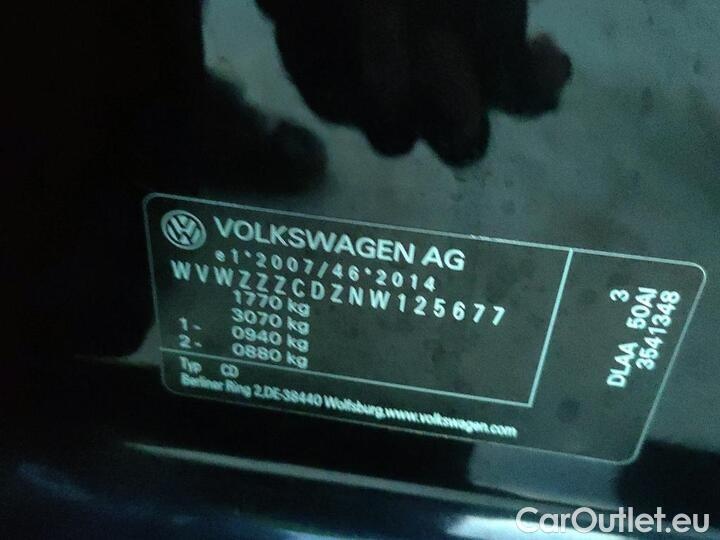 VOLKSWAGEN AG
e1*2007/46*2014
WVWZZZCDZNW125677
1770 kg
3070 kg
1- 0940 kg
2- 0880 kg
Typ CD
Berliner Ring 2,DE-38440 Wolfsburg,www.volkswagen.com
3
DLAA 50AI
3541348
CarOutlet.eu